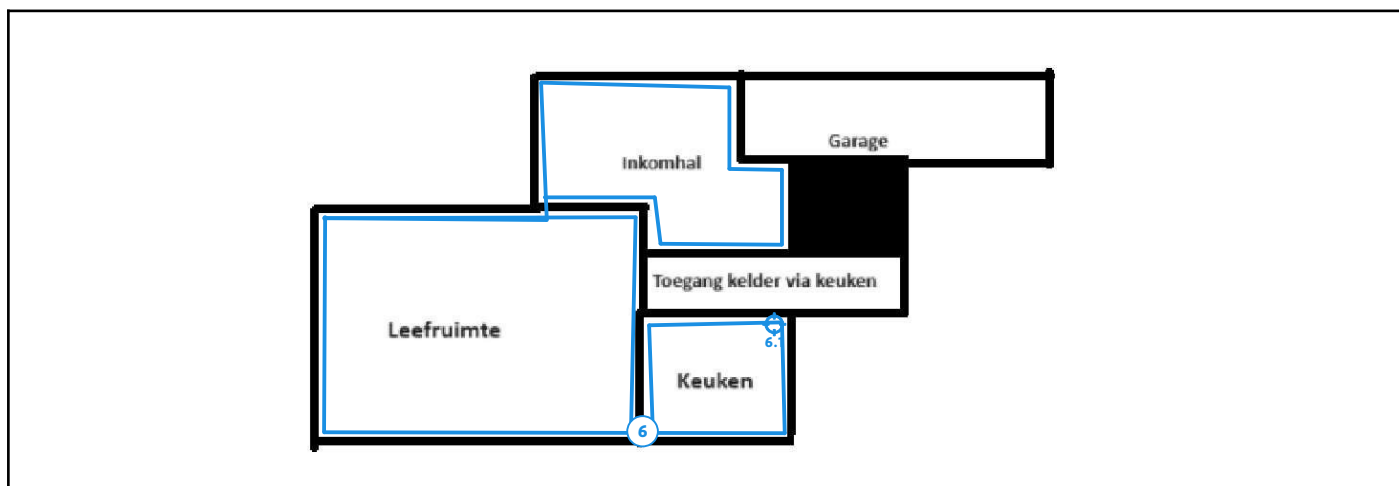 Garage
Inkomhal
Toegang kelder via keuken
Leefruimte
6.1
Keuken
6